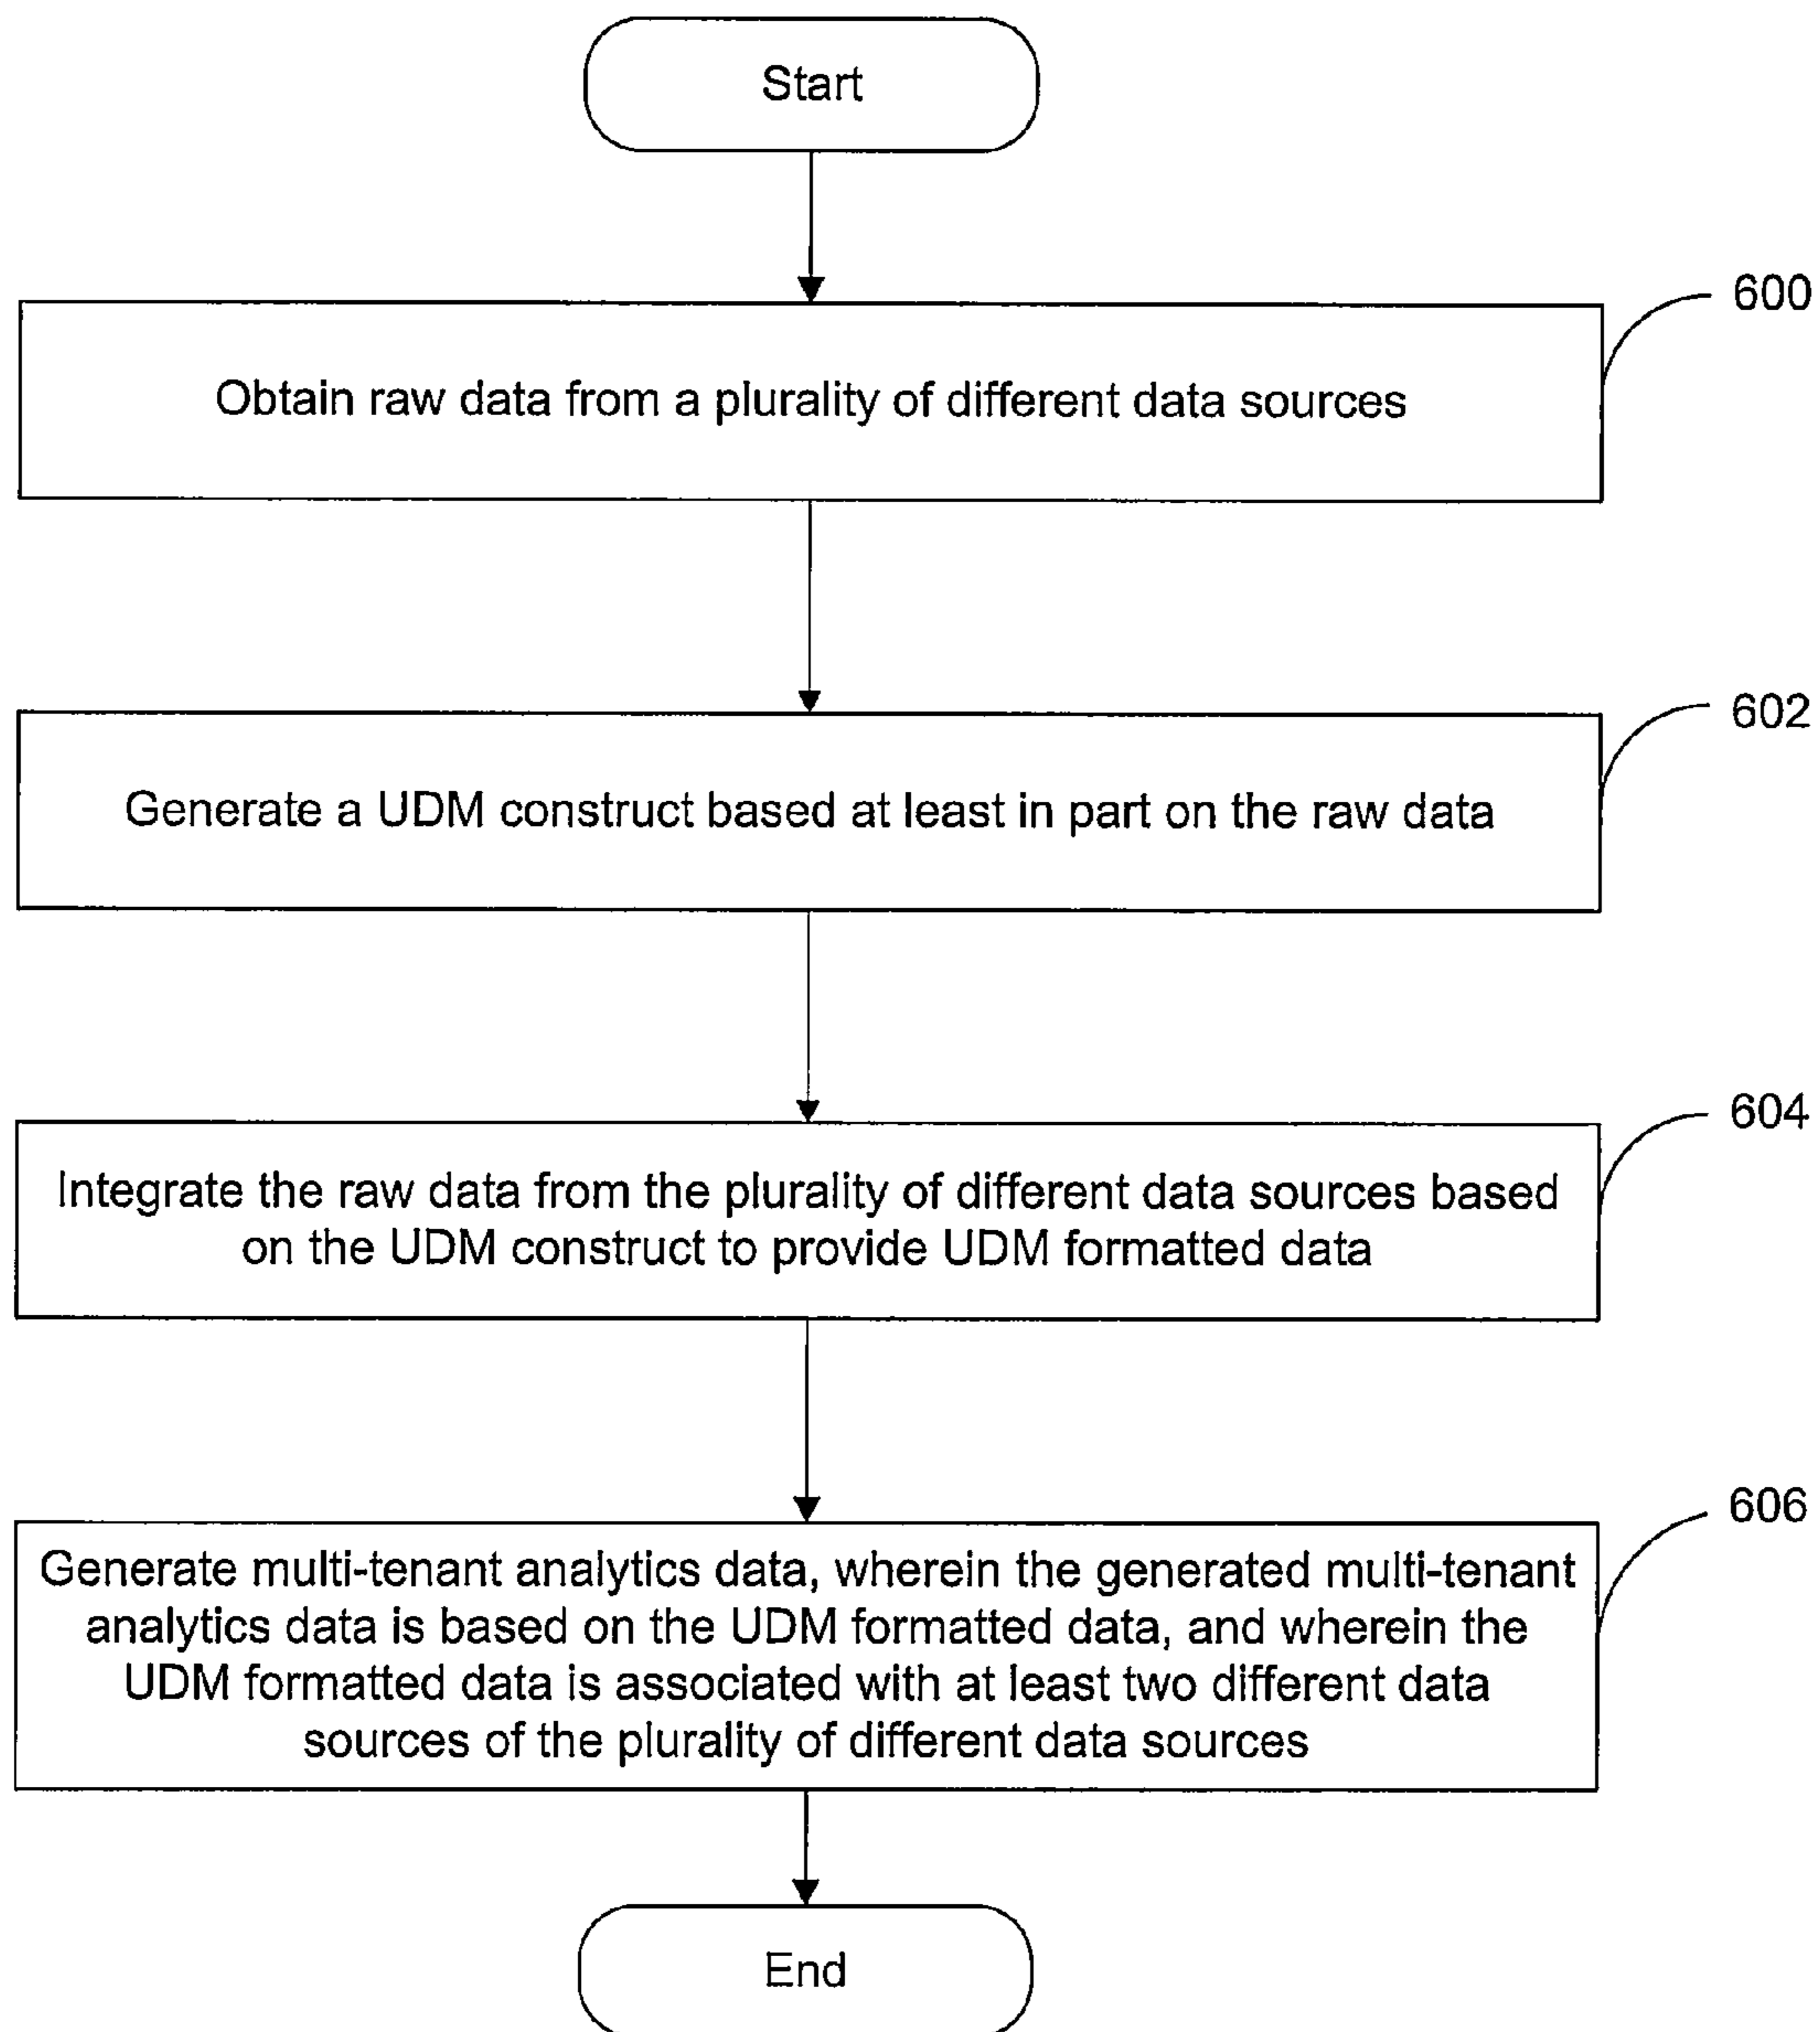 Start
600
Obtain raw data from a plurality of different data sources
602
Generate a UDM construct based at least in part on the raw data
604
Integrate the raw data from the plurality of different data sources based
on the UDM construct to provide UDM formatted data
606
Generate multi-tenant analytics data, wherein the generated multi-tenant
analytics data is based on the UDM formatted data, and wherein the
UDM formatted data is associated with at least two different data
sources of the plurality of different data sources
End